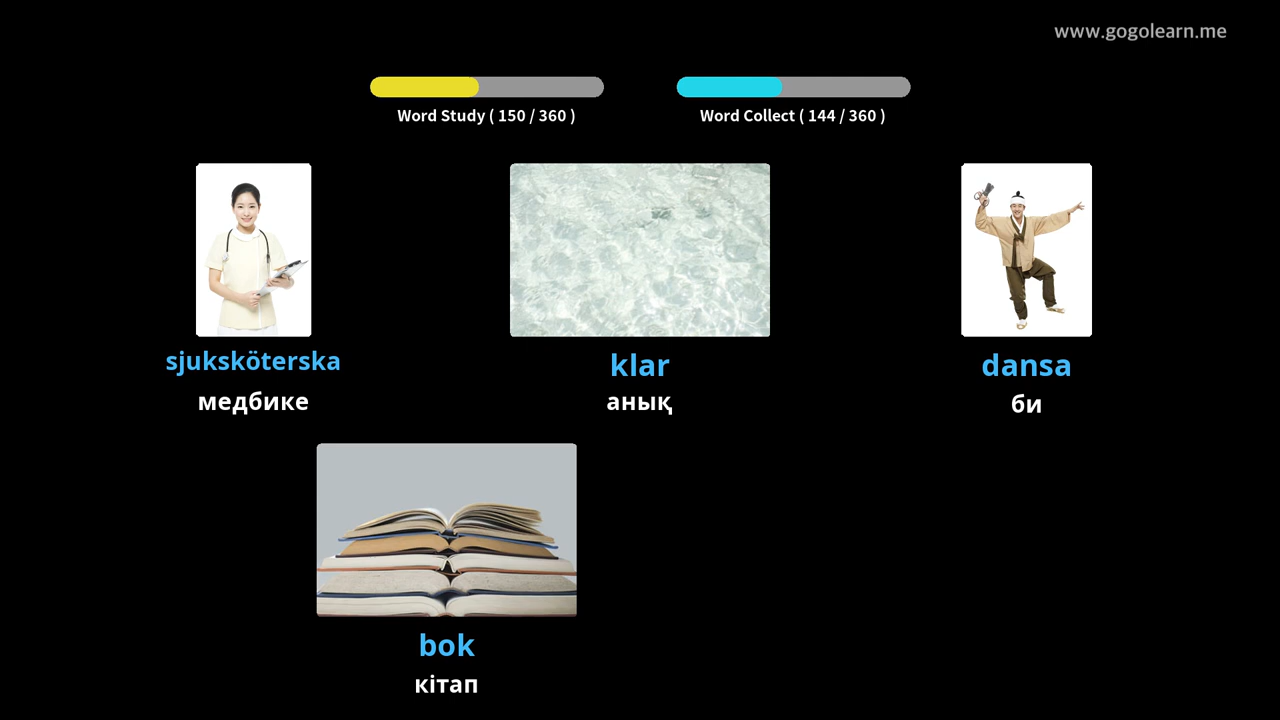 www.gogolearn.me
Word Study ( 150 / 360 )
Word Collect ( 144 / 360 )
sjuksköterska
медбике
klar
анық
dansa
би
bok
кітап